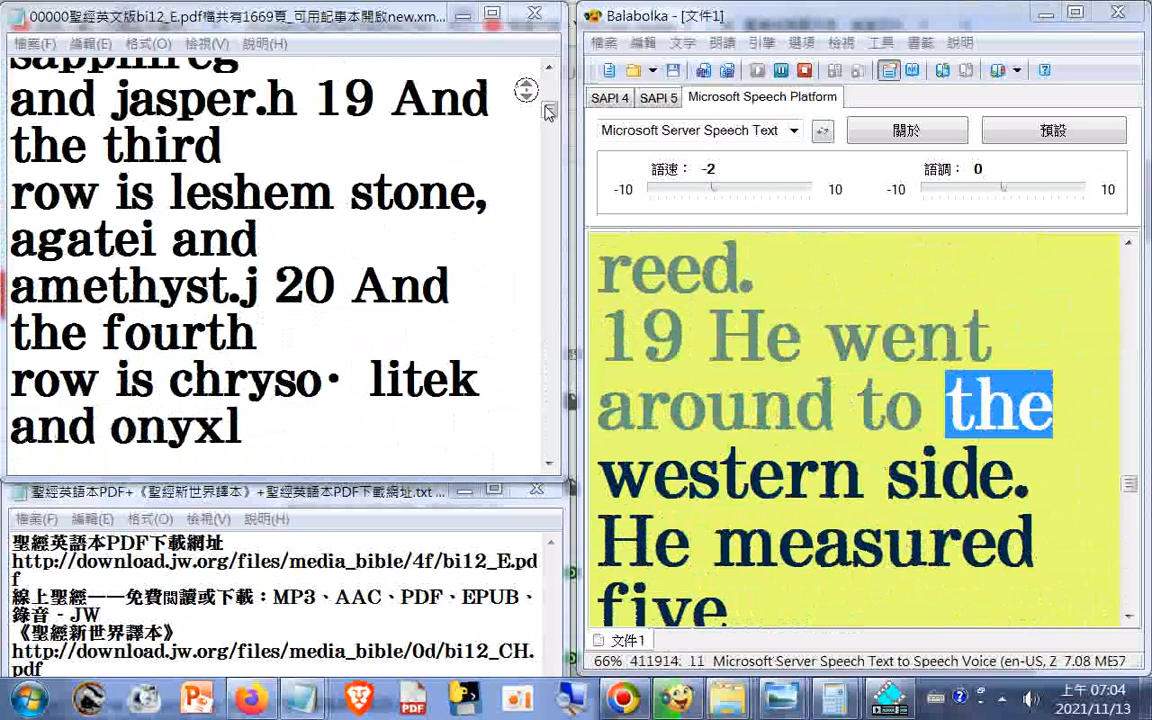 00000聖經英文版bi12_E.pdf檔共有1669頁_可用記事本開啟new.xm...
檔案(F) 編輯(E) 格式(O) 檢視(V) 說明(H)
sapphireg
and jasper.h 19 And
the third
row is leshem stone,
agatei and
amethyst.j 20 And
the fourth
row is chryso· litek
and onyxl
聖經英語本PDF+《聖經新世界譯本》+聖經英語本PDF下載網址.txt ...
檔案(F) 編輯(E) 格式(O) 檢視(V) 說明(H)
聖經英語本PDF下載網址
http://download.jw.org/files/media_bible/4f/bi12_E.pd
f
線上聖經——免費閱讀或下載：MP3、AAC、PDF、EPUB、
錄音 - JW
《聖經新世界譯本》
http://download.jw.org/files/media_bible/0d/bi12_CH.
pdf
Balabolka - [文件1]
檔案 編輯 文字 朗讀 引擎 選項 檢視 工具 書籤 說明
SAPI 4 SAPI 5 Microsoft Speech Platform
Microsoft Server Speech Text 關於 預設
語速： -2 語調： 0
-10 10 -10 10
reed.
19 He went
around to the
western side.
He measured
five
文件1
66% 411914: 11 Microsoft Server Speech Text to Speech Voice (en-US, Z 7.08 ME57
PDF
上午 07:04
2021/11/13